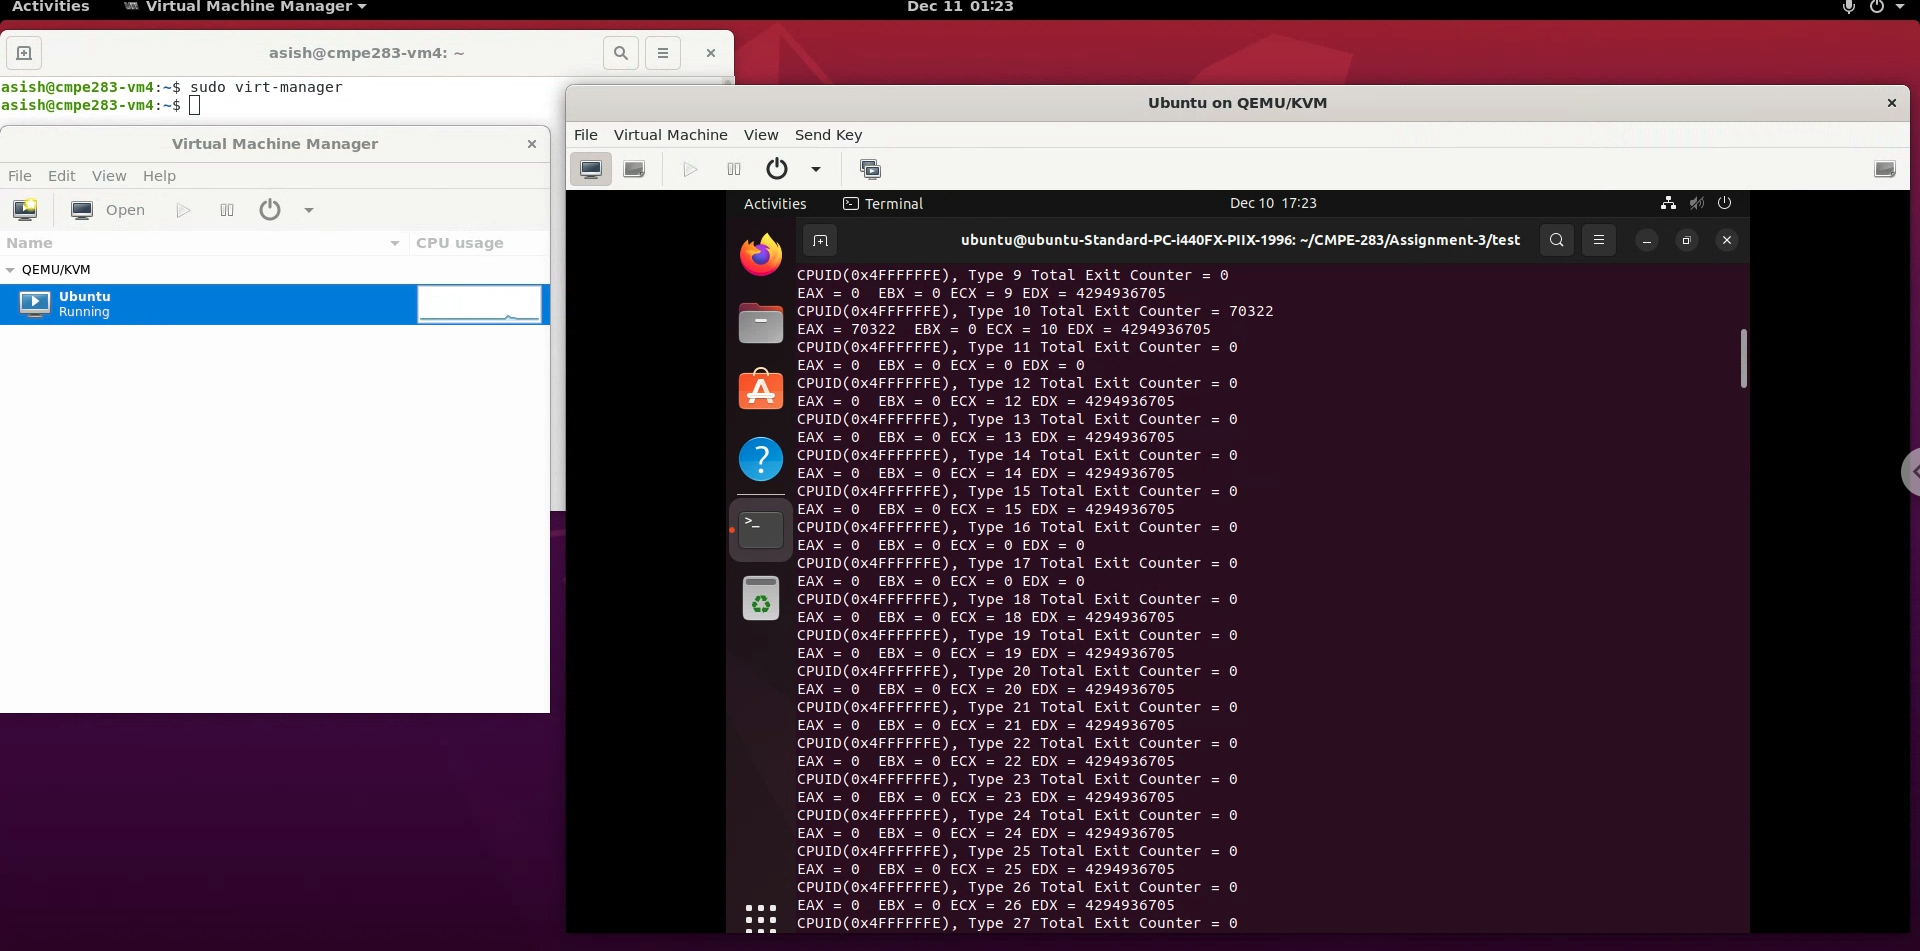 Activities Virtual Machine Manager Dec 11 01:23
asish@cmpe283-vm4: ~
asish@cmpe283-vm4:~$ sudo virt-manager
asish@cmpe283-vm4:~$
Virtual Machine Manager
File Edit View Help
Open
Name CPU usage
QEMU/KVM
Ubuntu
Running
Ubuntu on QEMU/KVM
File Virtual Machine View Send Key
Activities Terminal Dec 10 17:23
ubuntu@ubuntu-Standard-PC-i440FX-PIIX-1996: ~/CMPE-283/Assignment-3/test
CPUID(0x4FFFFFFE), Type 9 Total Exit Counter = 0
EAX = 0  EBX = 0 ECX = 9 EDX = 4294936705
CPUID(0x4FFFFFFE), Type 10 Total Exit Counter = 70322
EAX = 70322  EBX = 0 ECX = 10 EDX = 4294936705
CPUID(0x4FFFFFFE), Type 11 Total Exit Counter = 0
EAX = 0  EBX = 0 ECX = 0 EDX = 0
CPUID(0x4FFFFFFE), Type 12 Total Exit Counter = 0
EAX = 0  EBX = 0 ECX = 12 EDX = 4294936705
CPUID(0x4FFFFFFE), Type 13 Total Exit Counter = 0
EAX = 0  EBX = 0 ECX = 13 EDX = 4294936705
CPUID(0x4FFFFFFE), Type 14 Total Exit Counter = 0
EAX = 0  EBX = 0 ECX = 14 EDX = 4294936705
CPUID(0x4FFFFFFE), Type 15 Total Exit Counter = 0
EAX = 0  EBX = 0 ECX = 15 EDX = 4294936705
CPUID(0x4FFFFFFE), Type 16 Total Exit Counter = 0
EAX = 0  EBX = 0 ECX = 0 EDX = 0
CPUID(0x4FFFFFFE), Type 17 Total Exit Counter = 0
EAX = 0  EBX = 0 ECX = 0 EDX = 0
CPUID(0x4FFFFFFE), Type 18 Total Exit Counter = 0
EAX = 0  EBX = 0 ECX = 18 EDX = 4294936705
CPUID(0x4FFFFFFE), Type 19 Total Exit Counter = 0
EAX = 0  EBX = 0 ECX = 19 EDX = 4294936705
CPUID(0x4FFFFFFE), Type 20 Total Exit Counter = 0
EAX = 0  EBX = 0 ECX = 20 EDX = 4294936705
CPUID(0x4FFFFFFE), Type 21 Total Exit Counter = 0
EAX = 0  EBX = 0 ECX = 21 EDX = 4294936705
CPUID(0x4FFFFFFE), Type 22 Total Exit Counter = 0
EAX = 0  EBX = 0 ECX = 22 EDX = 4294936705
CPUID(0x4FFFFFFE), Type 23 Total Exit Counter = 0
EAX = 0  EBX = 0 ECX = 23 EDX = 4294936705
CPUID(0x4FFFFFFE), Type 24 Total Exit Counter = 0
EAX = 0  EBX = 0 ECX = 24 EDX = 4294936705
CPUID(0x4FFFFFFE), Type 25 Total Exit Counter = 0
EAX = 0  EBX = 0 ECX = 25 EDX = 4294936705
CPUID(0x4FFFFFFE), Type 26 Total Exit Counter = 0
EAX = 0  EBX = 0 ECX = 26 EDX = 4294936705
CPUID(0x4FFFFFFE), Type 27 Total Exit Counter = 0